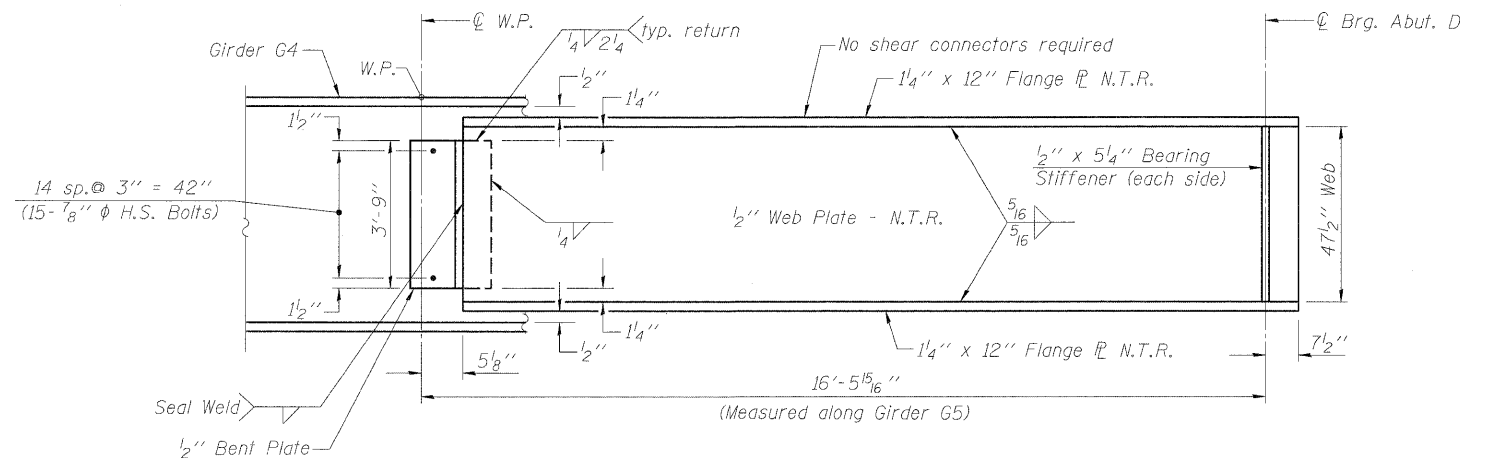 ℄ W.P.
℄ Brg. Abut. D
Girder G4
1/4 2 1/4 typ. return
No shear connectors required
W.P.
1/2"
1 1/4" x 12" Flange ℙL N.T.R.
1 1/4"
1 1/2"
14 sp.@ 3" = 42"
(15- 7/8" φ H.S. Bolts)
3'-9"
1/4
1/2" Web Plate - N.T.R.
5/16
5/16
1/2" x 5 1/4" Bearing
Stiffener (each side)
47 1/2" Web
1 1/2"
1 1/4"
1/2"
5 1/8"
1 1/4" x 12" Flange ℙL N.T.R.
7 1/2"
16'-5 15/16"
(Measured along Girder G5)
Seal Weld
1/2" Bent Plate